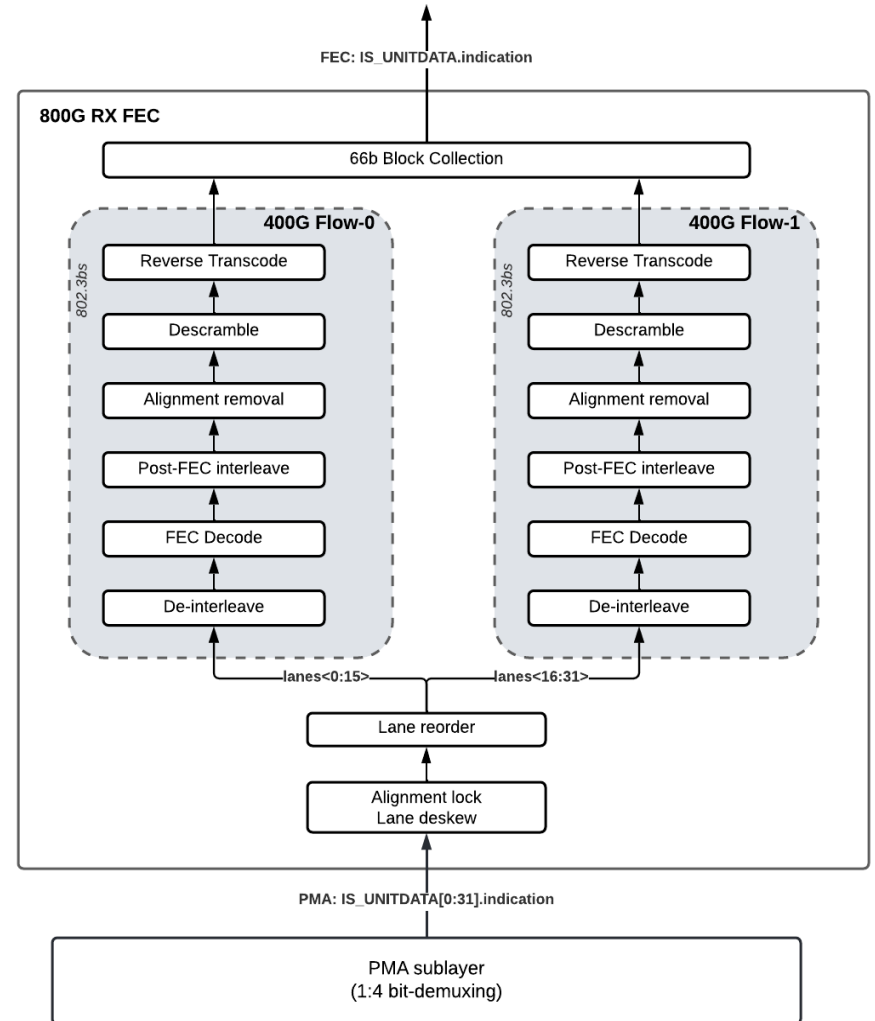 FEC: IS_UNITDATA.indication
800G RX FEC
66b Block Collection
400G Flow-0
802.3bs
Reverse Transcode
Descramble
Alignment removal
Post-FEC interleave
FEC Decode
De-interleave
400G Flow-1
802.3bs
Reverse Transcode
Descramble
Alignment removal
Post-FEC interleave
FEC Decode
De-interleave
lanes<0:15>
lanes<16:31>
Lane reorder
Alignment lock
Lane deskew
PMA: IS_UNITDATA[0:31].indication
PMA sublayer
(1:4 bit-demuxing)